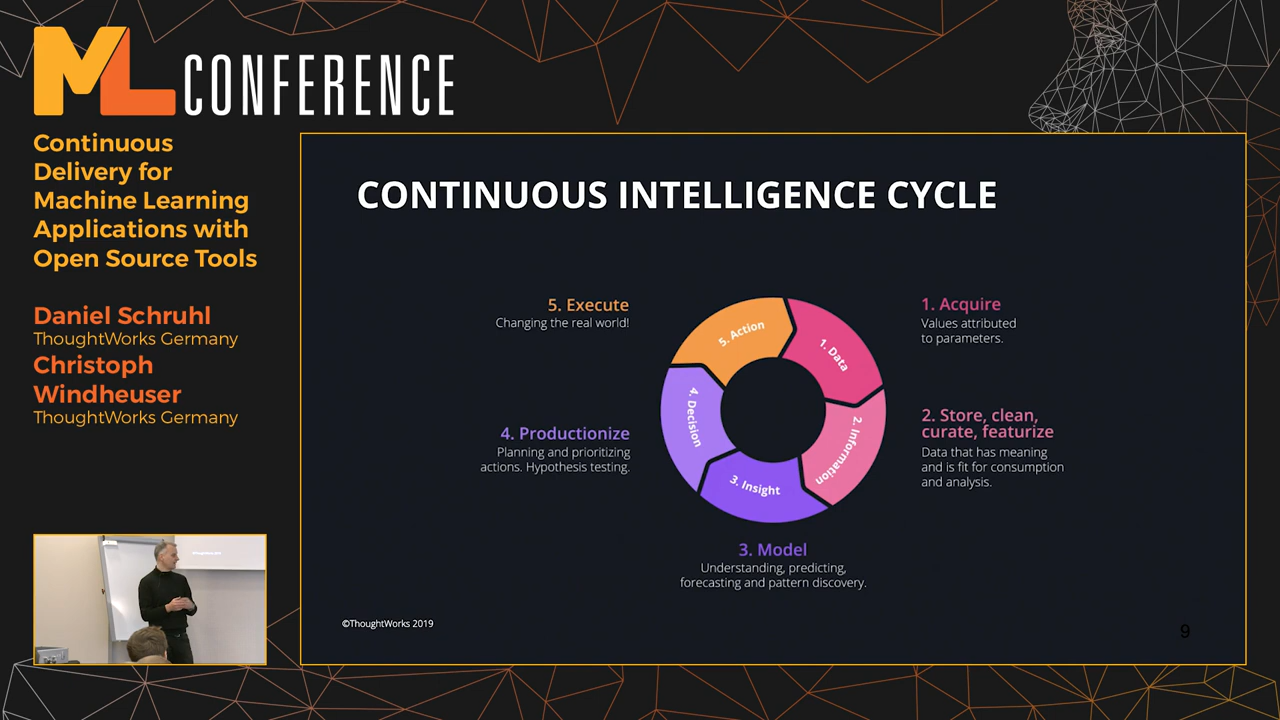 ML CONFERENCE
Continuous
Delivery for
Machine Learning
Applications with
Open Source Tools
Daniel Schruhl
ThoughtWorks Germany
Christoph
Windheuser
ThoughtWorks Germany
CONTINUOUS INTELLIGENCE CYCLE
1. Data
2. Information
3. Insight
4. Decision
5. Action
1. Acquire
Values attributed
to parameters.
2. Store, clean,
curate, featurize
Data that has meaning
and is fit for consumption
and analysis.
3. Model
Understanding, predicting,
forecasting and pattern discovery.
4. Productionize
Planning and prioritizing
actions. Hypothesis testing.
5. Execute
Changing the real world!
©ThoughtWorks 2019
9